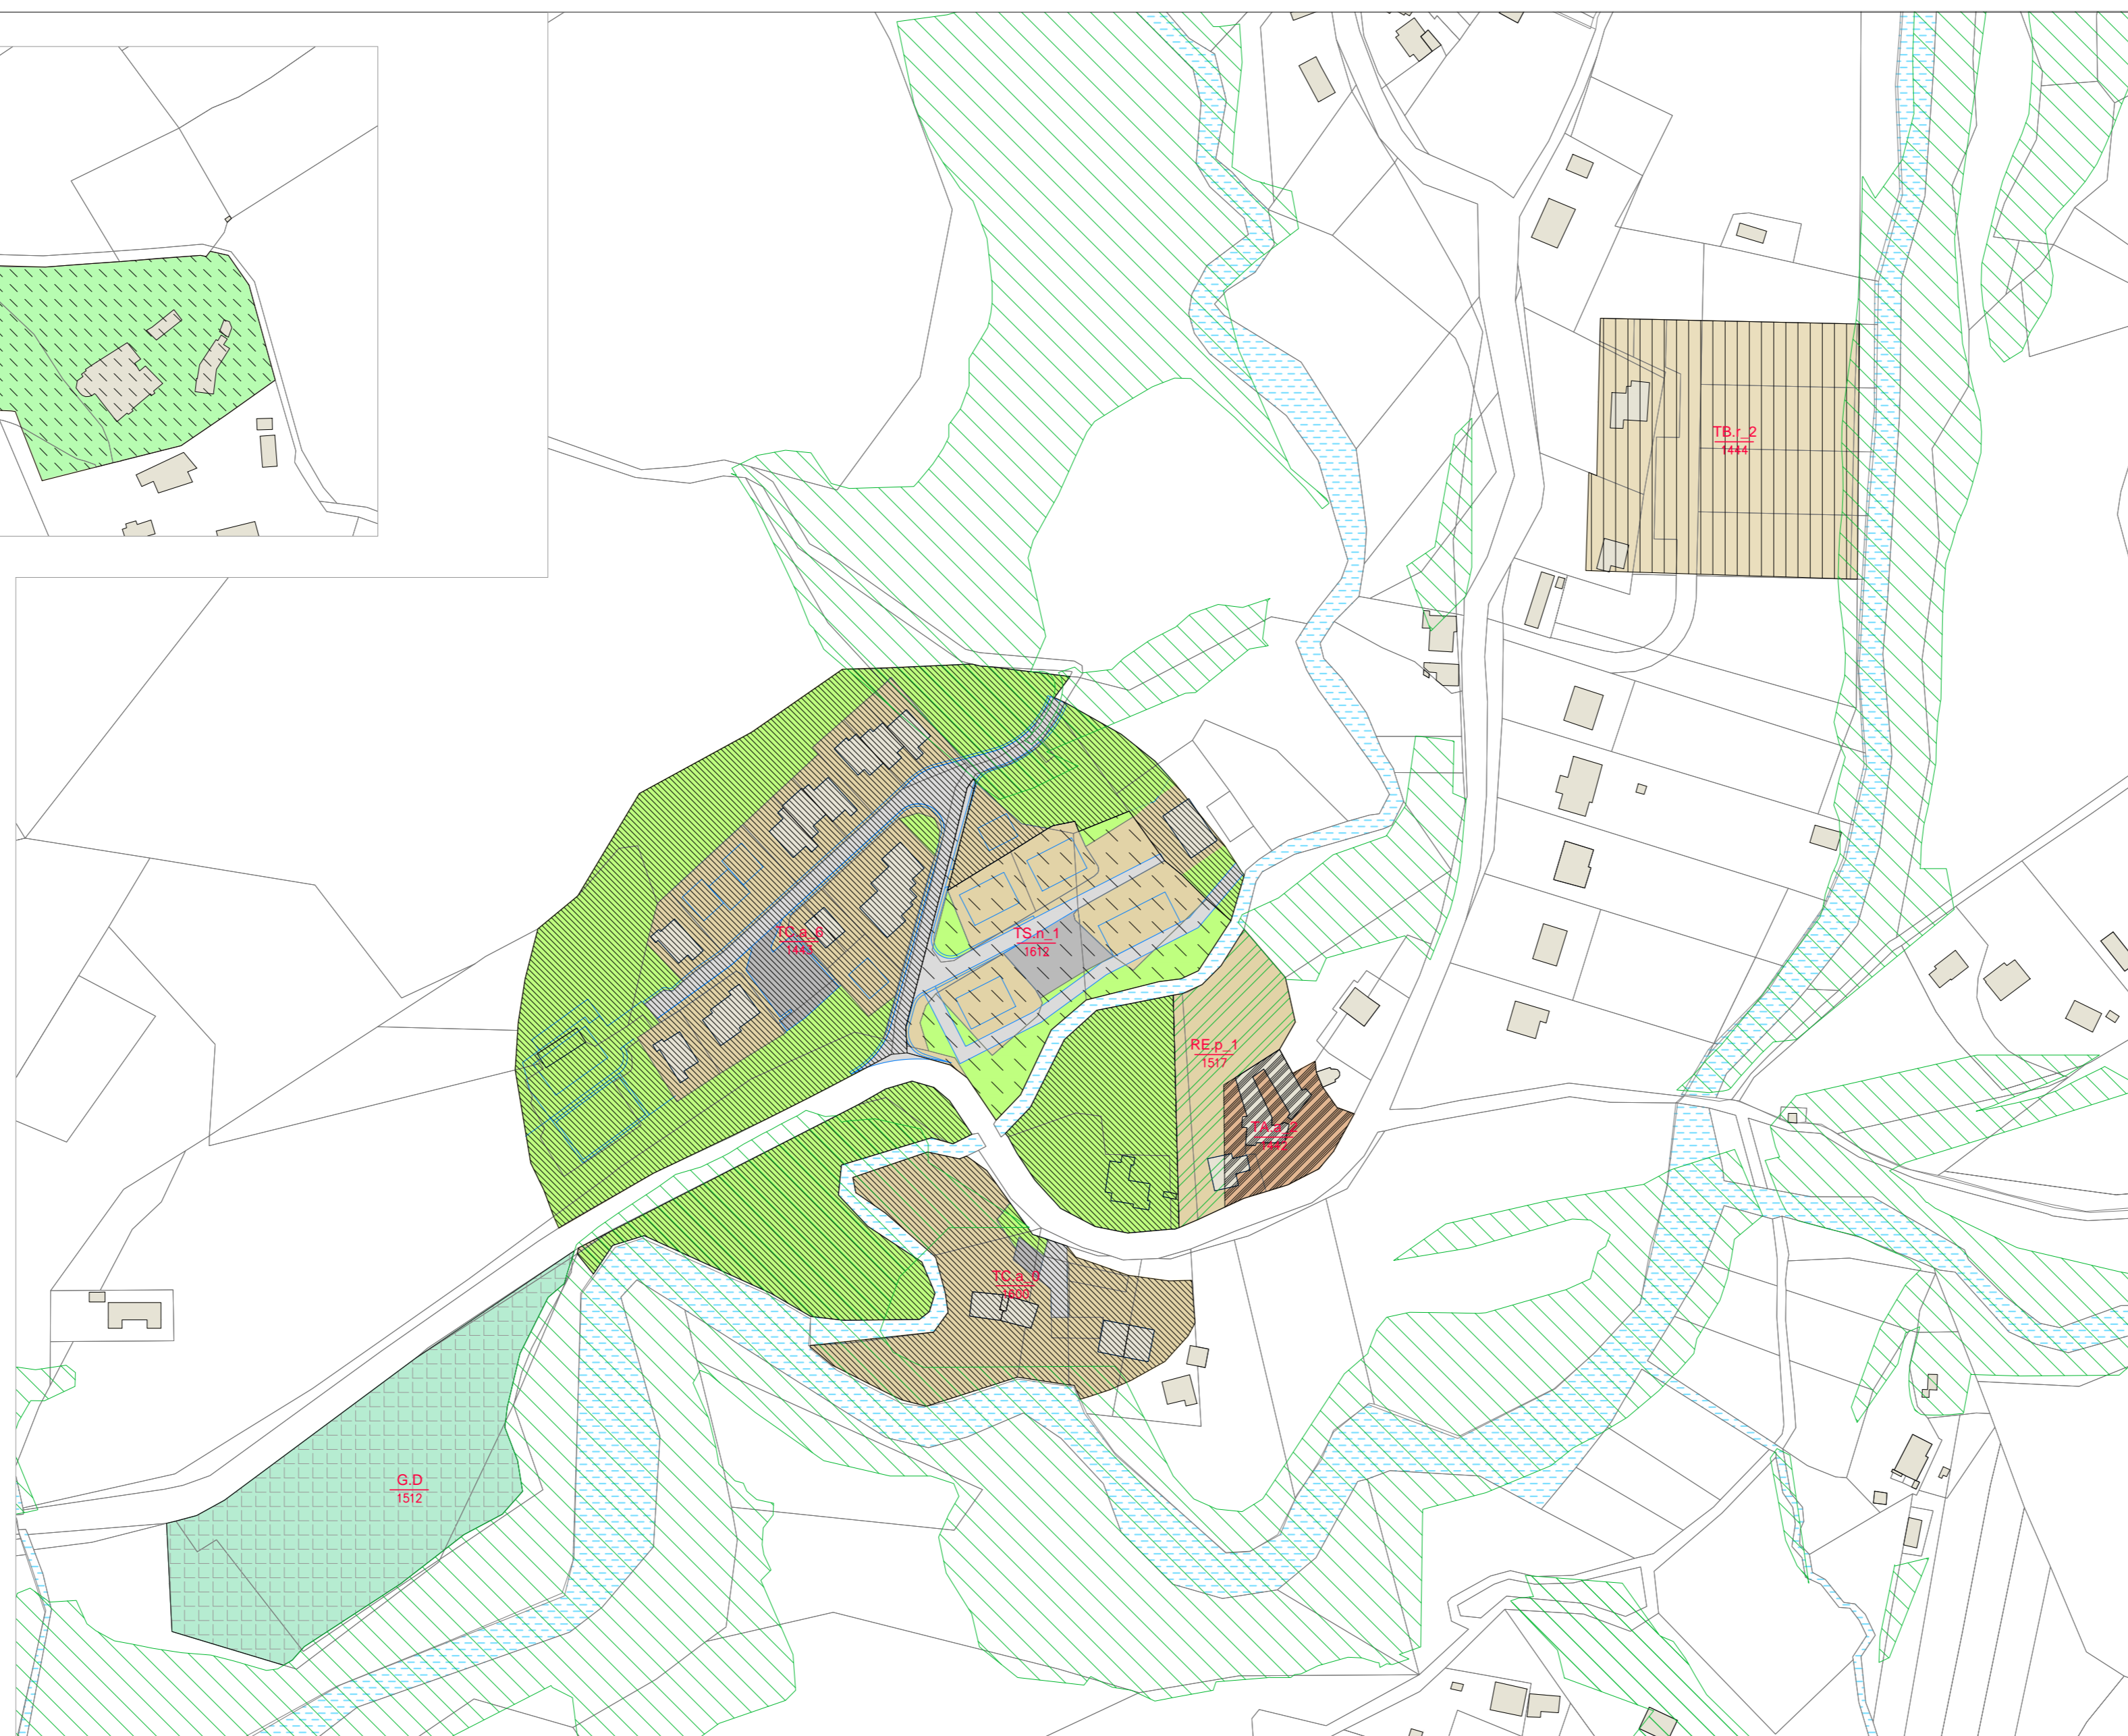 TB.r_2
1444
TC.a_6
1443
TS.n_1
1612
RE.p_1
1517
TA.a_2
1442
TC.a_6
1600
G.D
1512